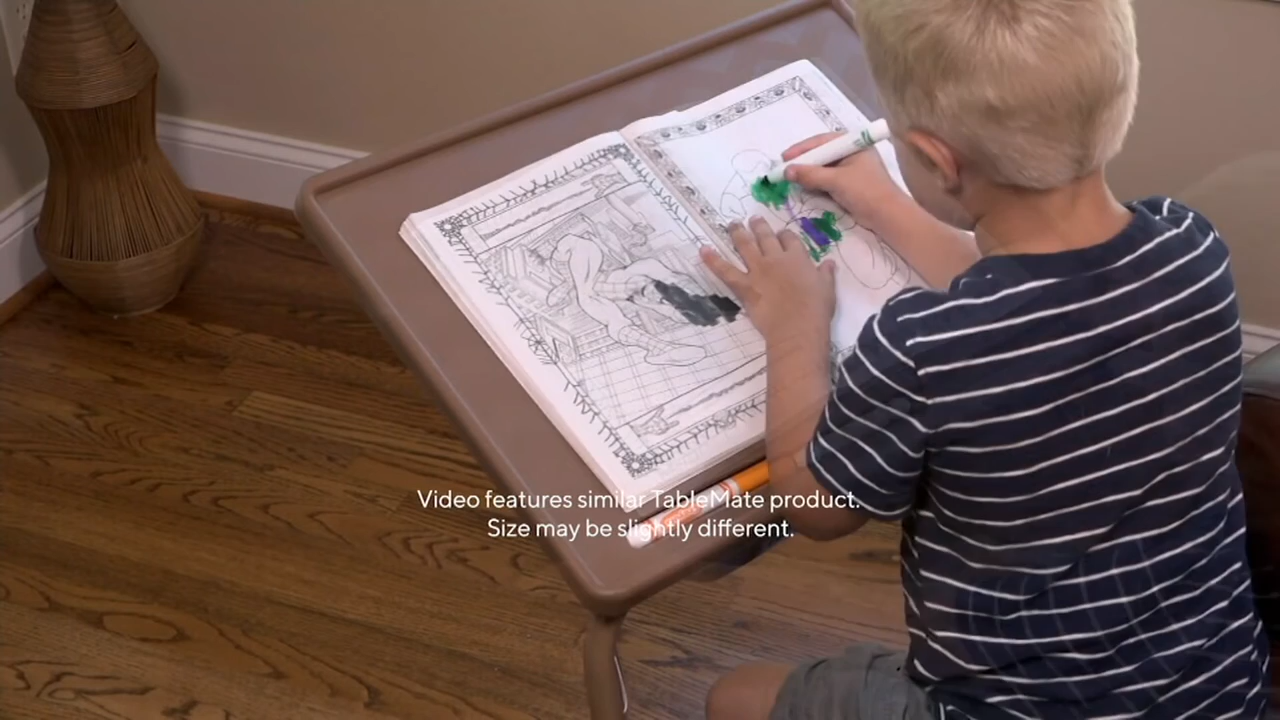 Video features similar TableMate product.
Size may be slightly different.